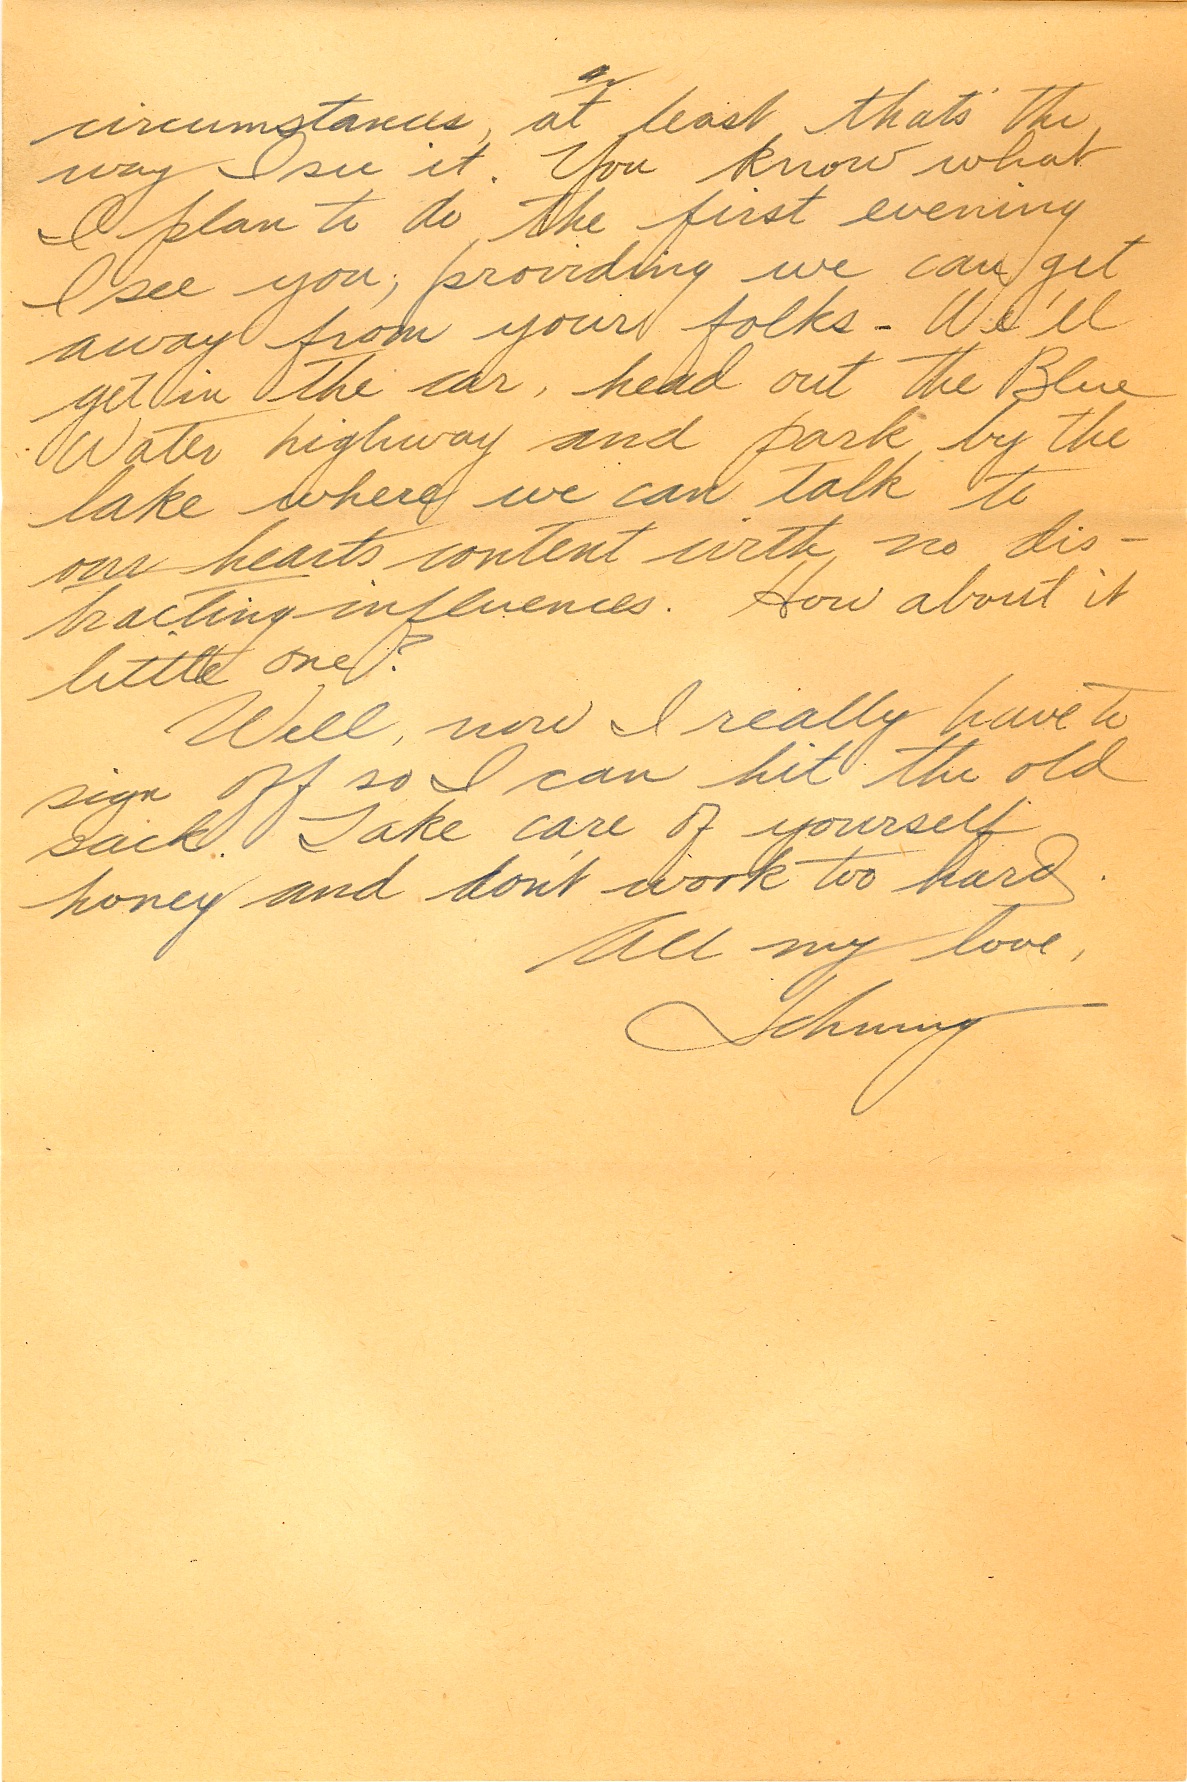 circumstances, at least that's the
way I see it. You know what
I plan to do the first evening
I see you, providing we can get
away from your folks - We'll
get in the car, head out the Blue
Water highway and park by the
lake where we can talk to
our hearts content with no dis-
tracting influences. How about it
little one?
Well, now I really have to
sign off so I can hit the old
sack. Take care of yourself
honey and don't work too hard.
All my love,
Johnny